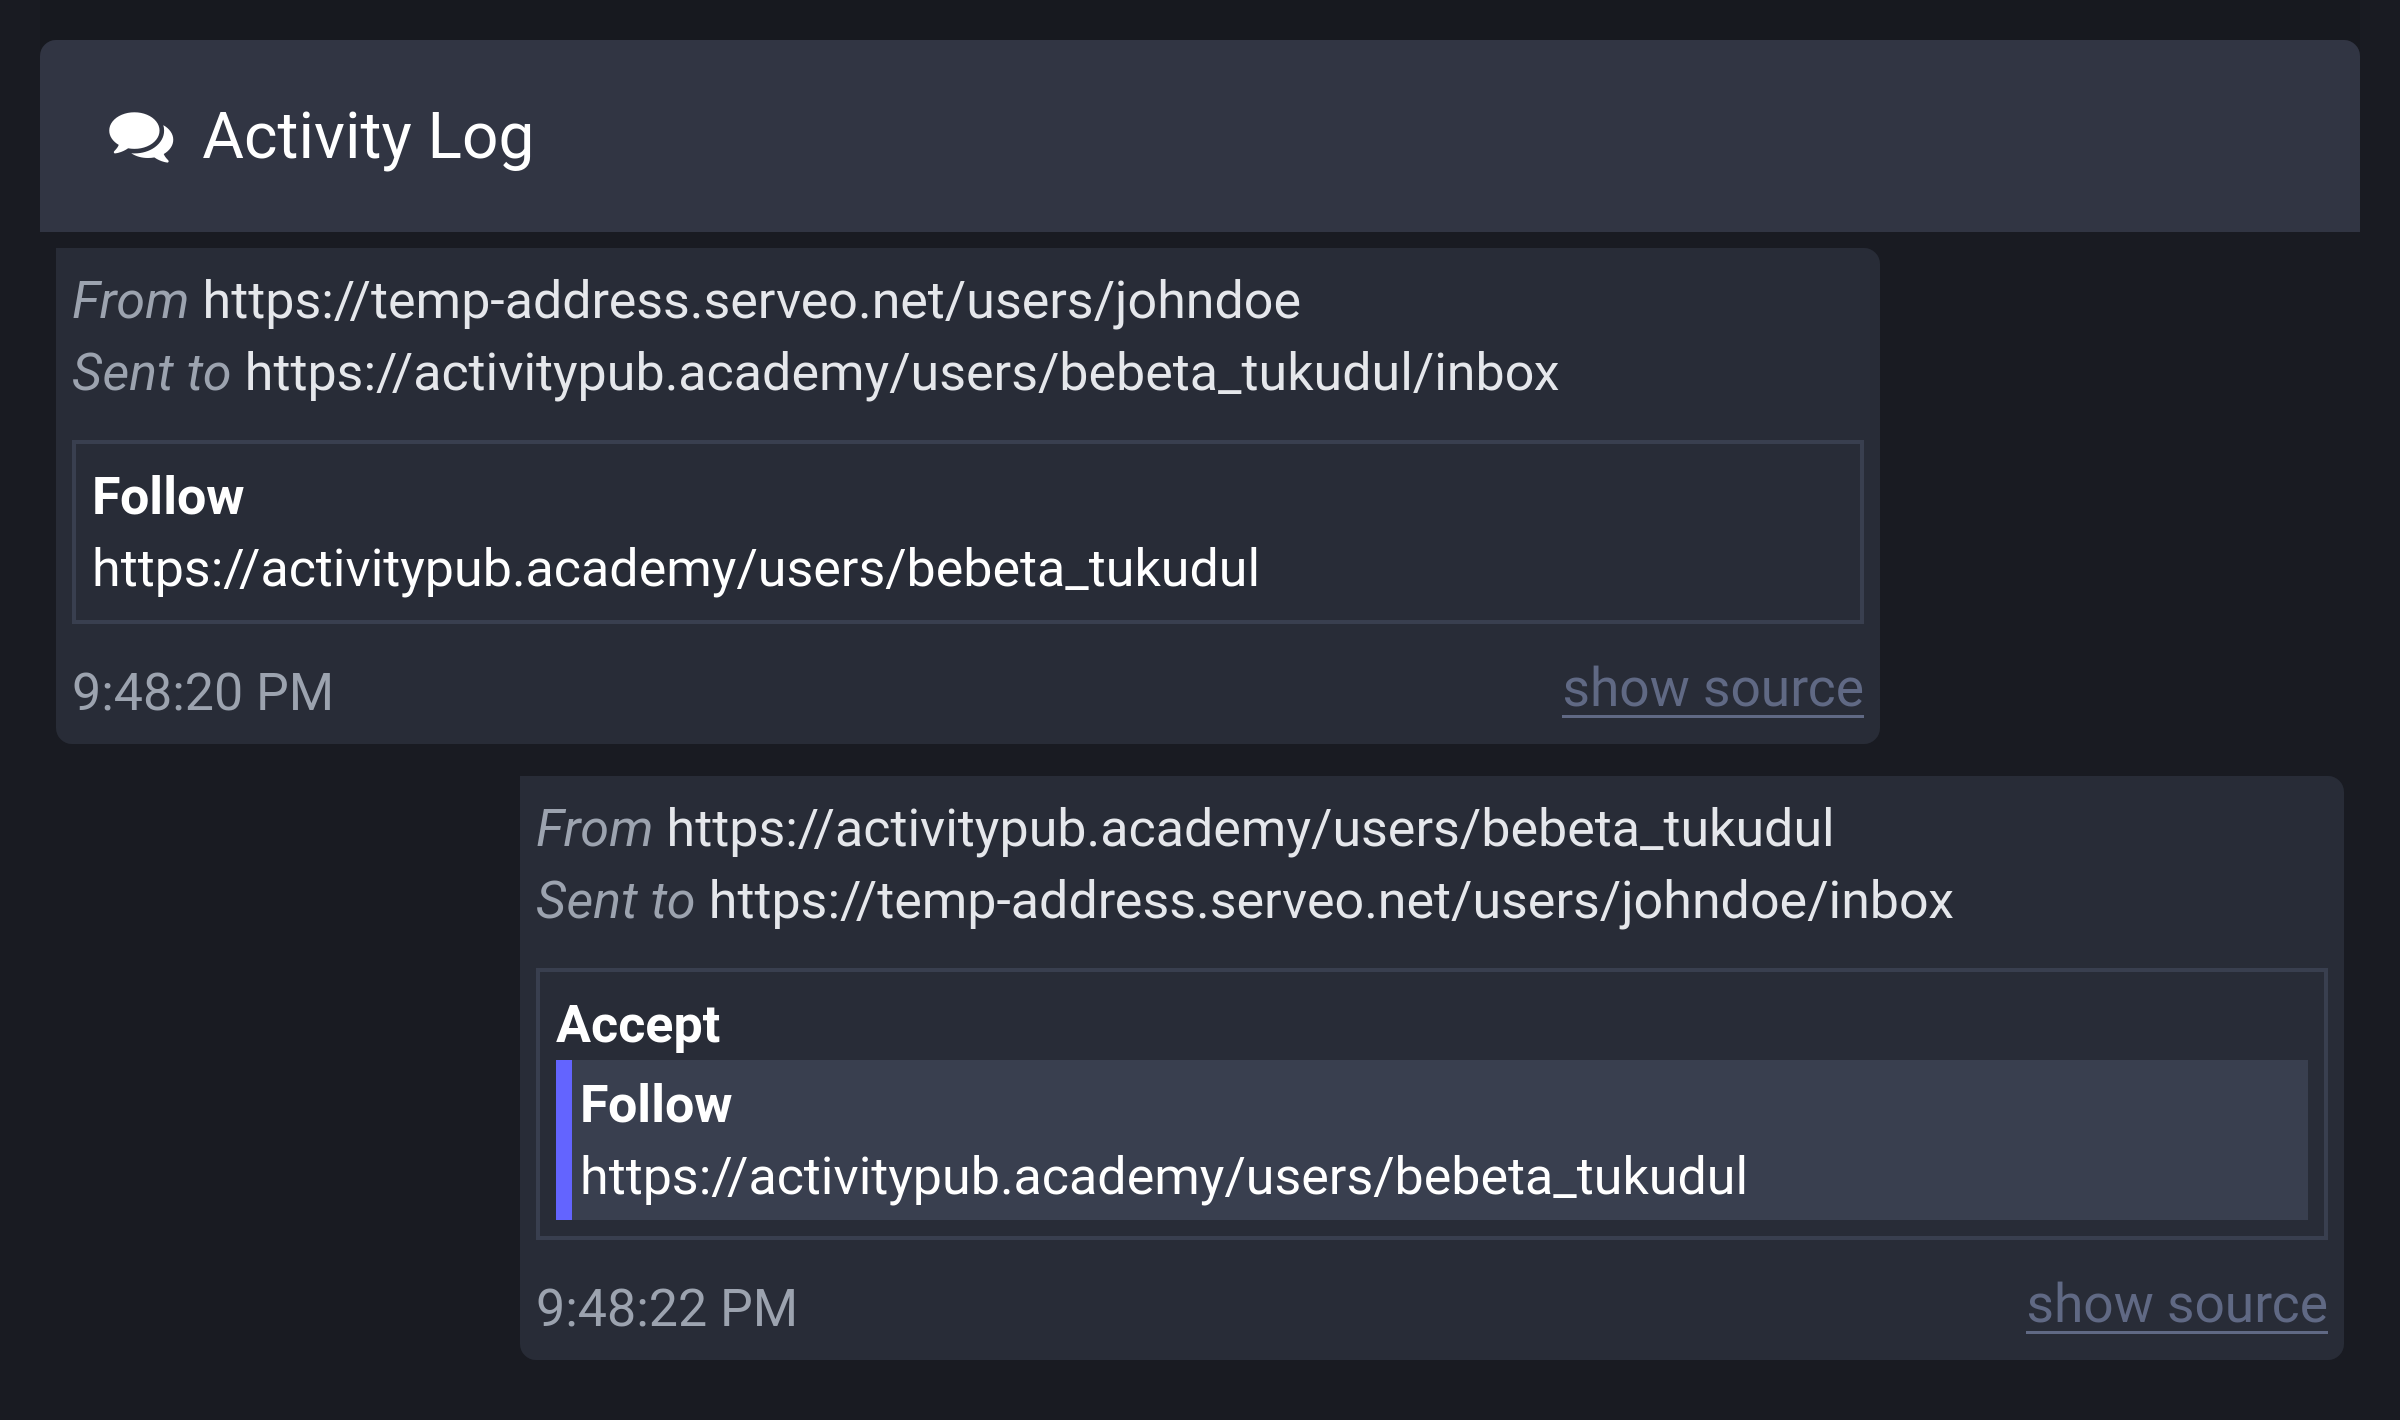 Activity Log
From https://temp-address.serveo.net/users/johndoe
Sent to https://activitypub.academy/users/bebeta_tukudul/inbox
Follow
https://activitypub.academy/users/bebeta_tukudul
9:48:20 PM
show source
From https://activitypub.academy/users/bebeta_tukudul
Sent to https://temp-address.serveo.net/users/johndoe/inbox
Accept
Follow
https://activitypub.academy/users/bebeta_tukudul
9:48:22 PM
show source